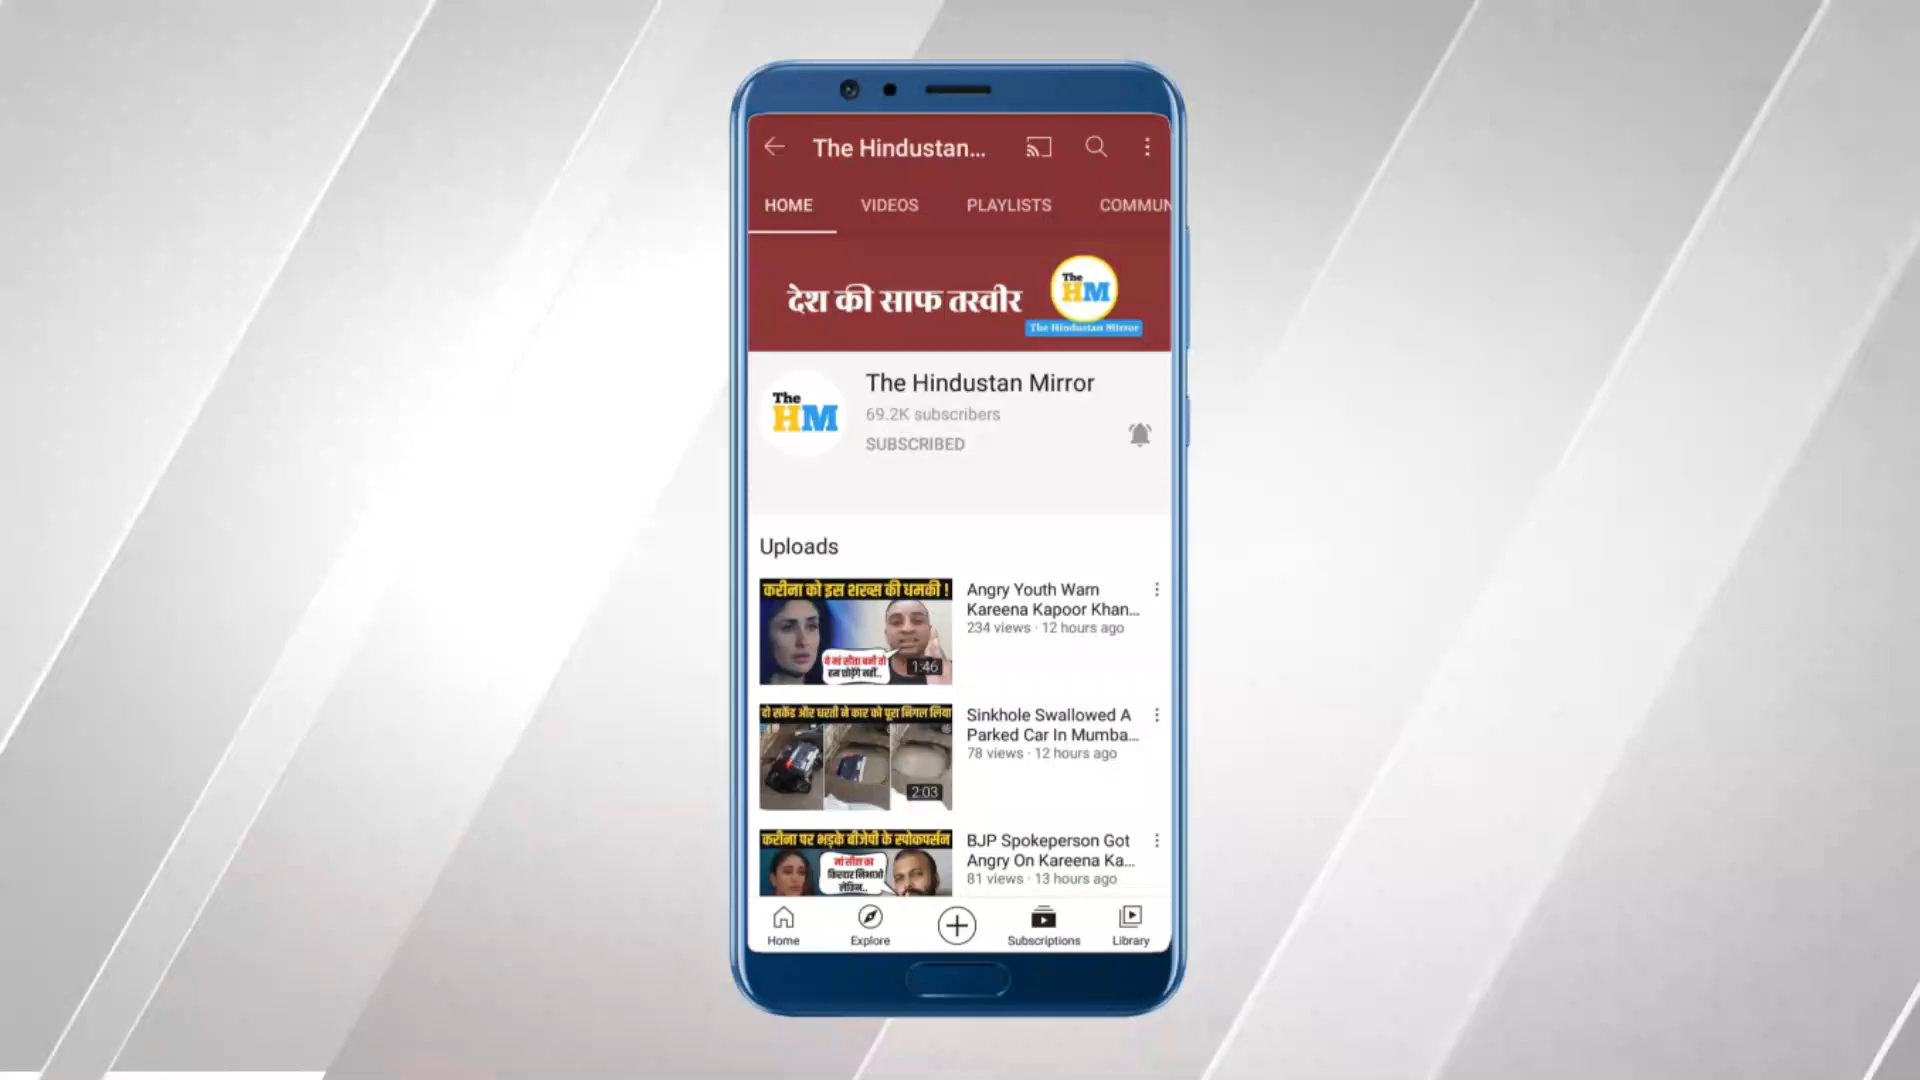 The Hindustan...
HOME VIDEOS PLAYLISTS COMMUN
देश की साफ तस्वीर
The
HM
The Hindustan Mirror
The
HM
The Hindustan Mirror
69.2K subscribers
SUBSCRIBED
Uploads
करीना को इस शख्स की धमकी !
ये मां सीता बनी तो
हम छोड़ेंगे नहीं..
1:46
Angry Youth Warn
Kareena Kapoor Khan...
234 views · 12 hours ago
दो सकेंड और धरती ने कार को पूरा निगल लिया
2:03
Sinkhole Swallowed A
Parked Car In Mumba...
78 views · 12 hours ago
करीना पर भड़के बीजेपी के स्पोकपर्सन
मां सीता का
किरदार निभाओ
लेकिन..
BJP Spokeperson Got
Angry On Kareena Ka...
81 views · 13 hours ago
Home Explore Subscriptions Library